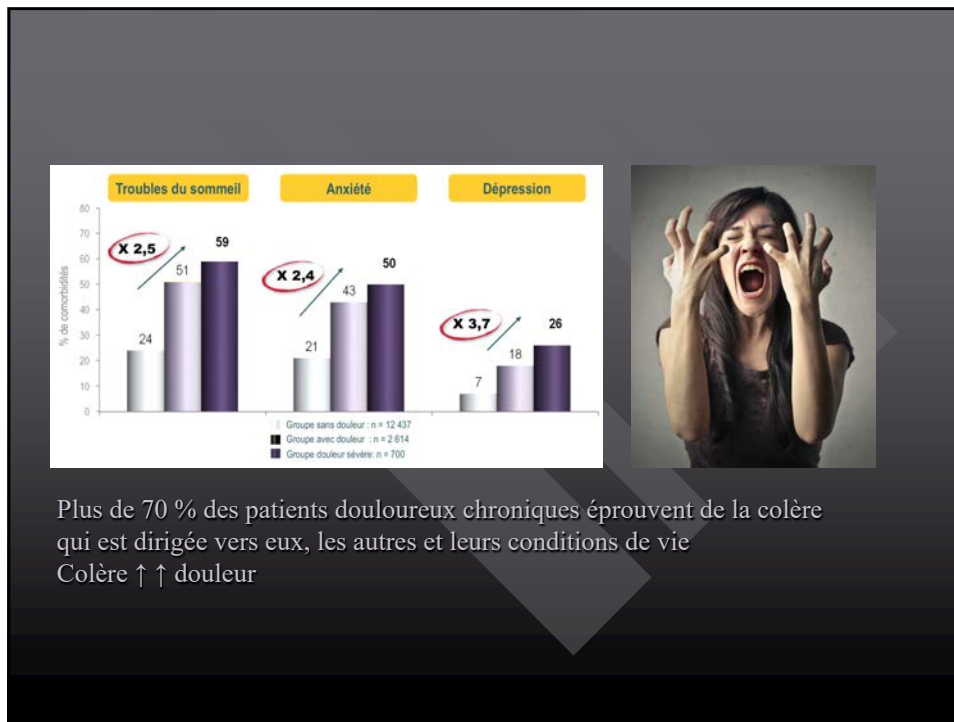 Troubles du sommeil
Anxiété
Dépression
% de comorbidités
80
70
60
50
40
30
20
10
0
X 2,5
24
51
59
X 2,4
21
43
50
X 3,7
7
18
26
Groupe sans douleur : n = 12 437
Groupe avec douleur : n = 2 614
Groupe douleur sévère: n = 700
Plus de 70 % des patients douloureux chroniques éprouvent de la colère
qui est dirigée vers eux, les autres et leurs conditions de vie
Colère ↑ ↑ douleur